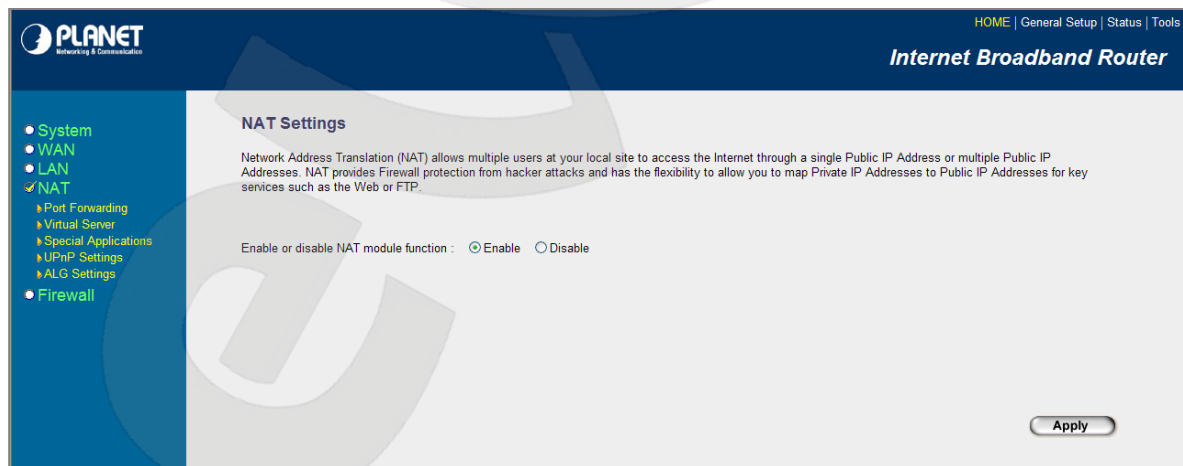 PLANET
Networking & Communication
HOME | General Setup | Status | Tools
Internet Broadband Router
System
WAN
LAN
NAT
Port Forwarding
Virtual Server
Special Applications
UPnP Settings
ALG Settings
Firewall
NAT Settings
Network Address Translation (NAT) allows multiple users at your local site to access the Internet through a single Public IP Address or multiple Public IP
Addresses. NAT provides Firewall protection from hacker attacks and has the flexibility to allow you to map Private IP Addresses to Public IP Addresses for key
services such as the Web or FTP.
Enable or disable NAT module function : Enable Disable
Apply